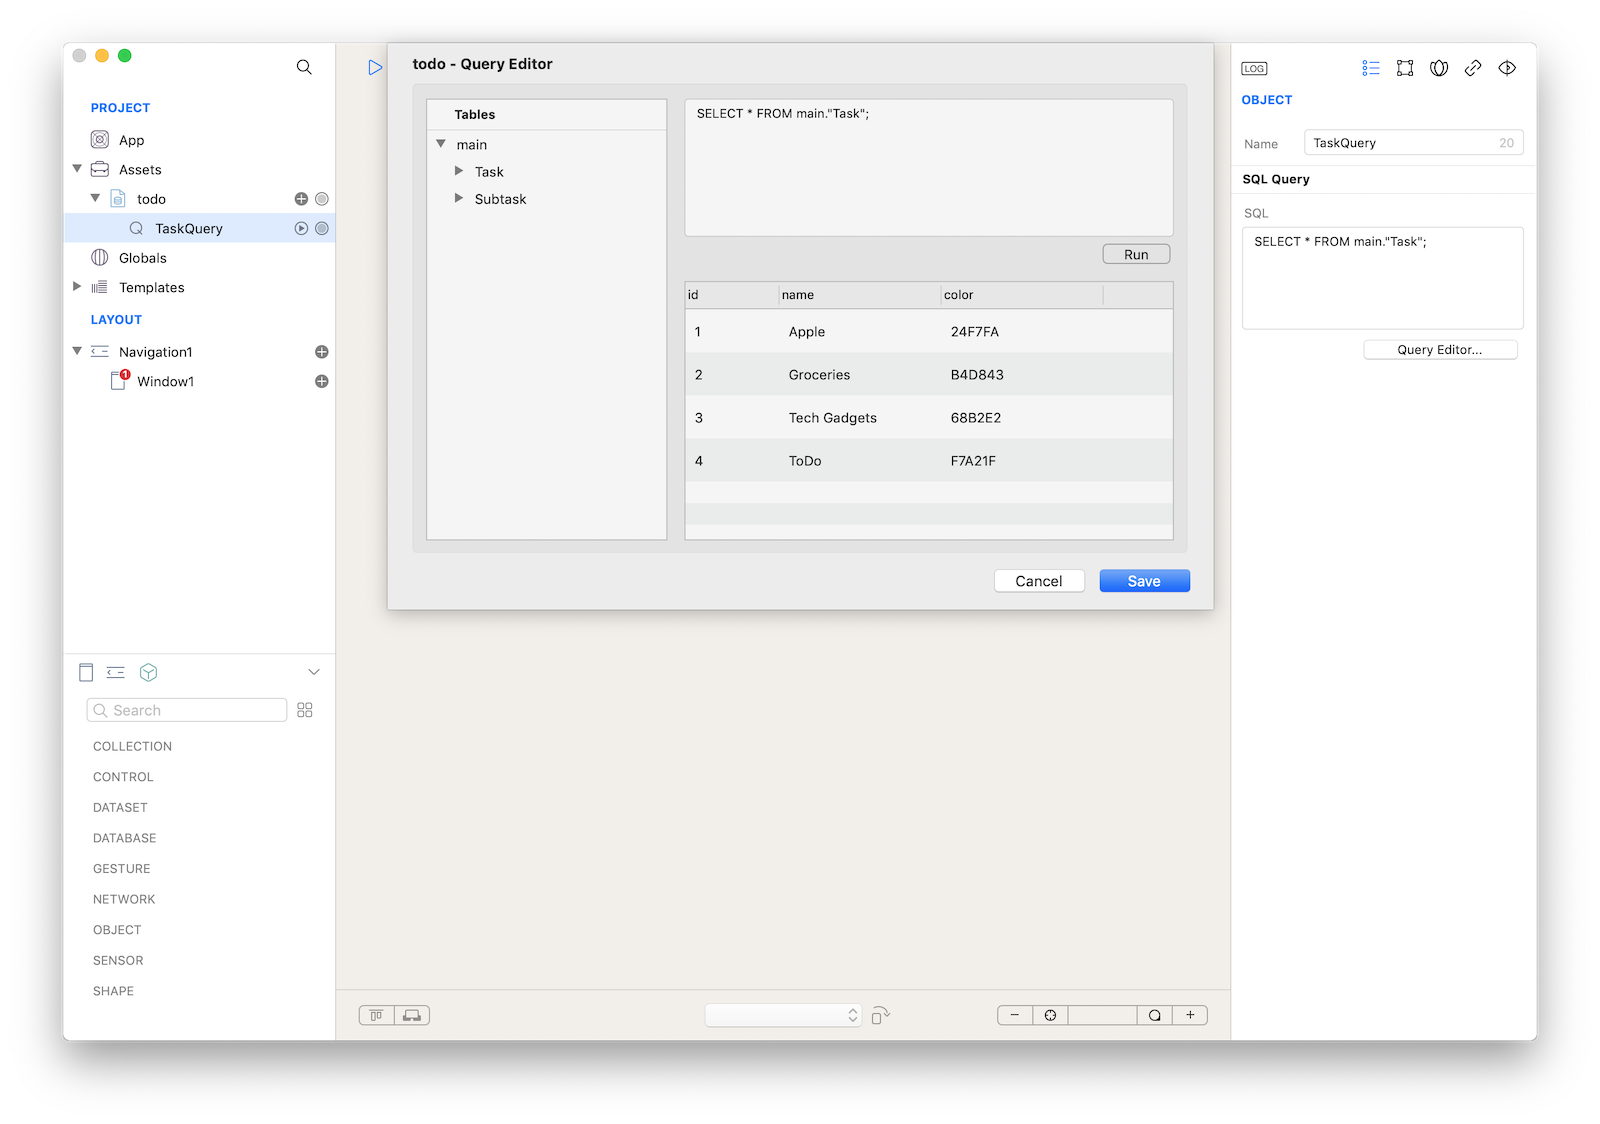 PROJECT
App
Assets
todo
TaskQuery
Globals
Templates
LAYOUT
Navigation1
1
Window1
Search
COLLECTION
CONTROL
DATASET
DATABASE
GESTURE
NETWORK
OBJECT
SENSOR
SHAPE
todo - Query Editor
Tables
main
Task
Subtask
SELECT * FROM main."Task";
Run
id name color
1 Apple 24F7FA
2 Groceries B4D843
3 Tech Gadgets 68B2E2
4 ToDo F7A21F
Cancel Save
LOG
OBJECT
Name TaskQuery 20
SQL Query
SQL
SELECT * FROM main."Task";
Query Editor...